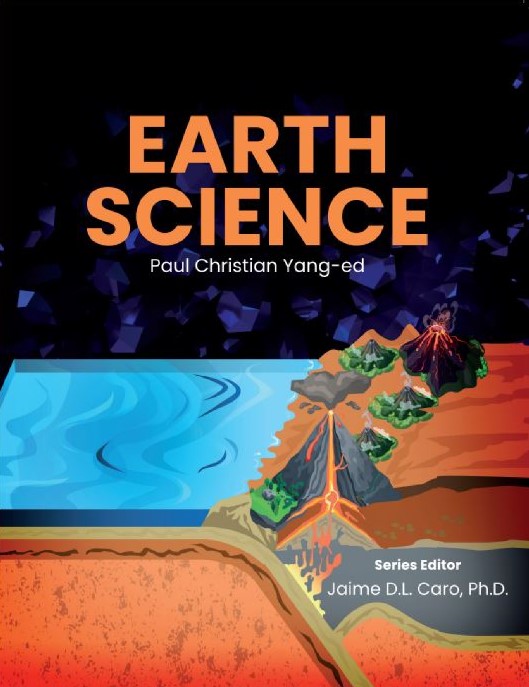 EARTH
SCIENCE
Paul Christian Yang-ed
Series Editor
Jaime D.L. Caro, Ph.D.